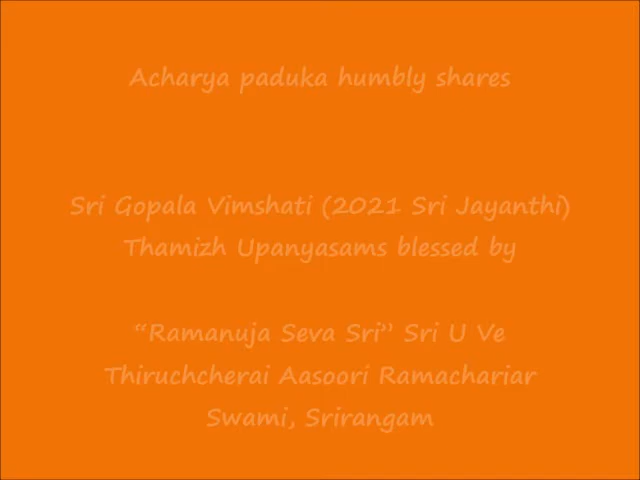 Acharya paduka humbly shares
Sri Gopala Vimshati (2021 Sri Jayanthi)
Thamizh Upanyasams blessed by
“Ramanuja Seva Sri” Sri U Ve
Thiruchcherai Aasoori Ramachariar
Swami, Srirangam